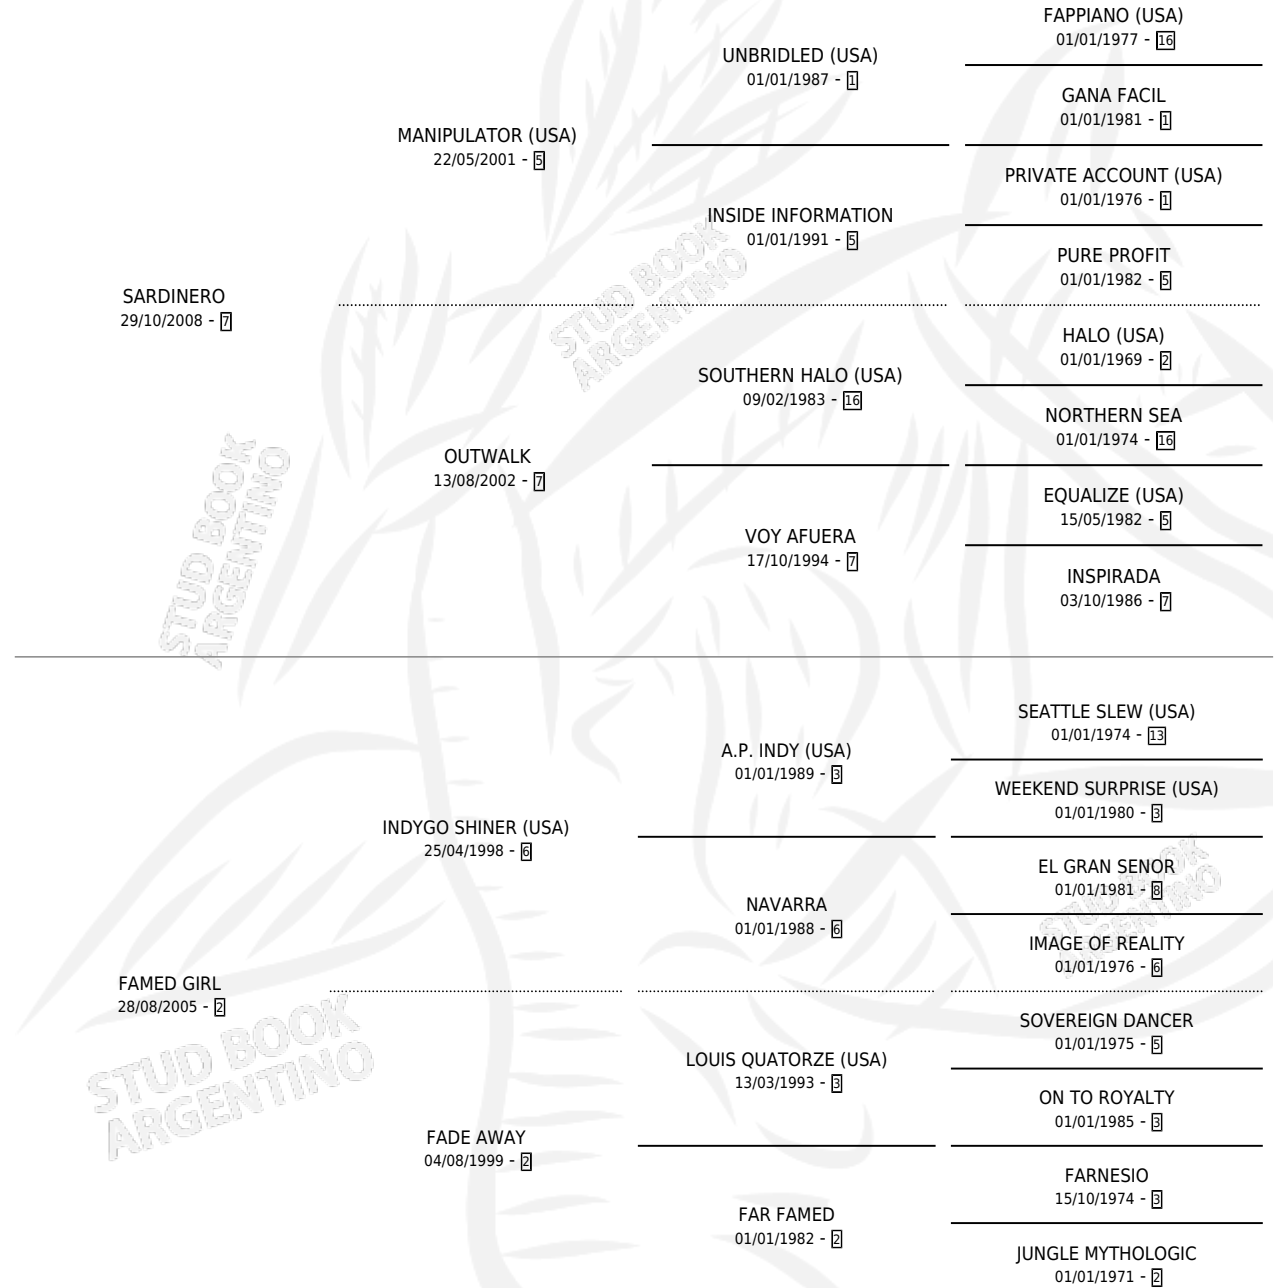 FAPPIANO (USA)
01/01/1977 - 16
UNBRIDLED (USA)
01/01/1987 - 1
GANA FACIL
01/01/1981 - 1
MANIPULATOR (USA)
22/05/2001 - 5
PRIVATE ACCOUNT (USA)
01/01/1976 - 1
INSIDE INFORMATION
01/01/1991 - 5
PURE PROFIT
01/01/1982 - 5
SARDINERO
29/10/2008 - 7
STUD BOOK
ARGENTINO
HALO (USA)
01/01/1969 - 2
SOUTHERN HALO (USA)
09/02/1983 - 16
NORTHERN SEA
01/01/1974 - 16
OUTWALK
13/08/2002 - 7
EQUALIZE (USA)
15/05/1982 - 5
VOY AFUERA
17/10/1994 - 7
INSPIRADA
03/10/1986 - 7
STUD BOOK
ARGENTINO
SEATTLE SLEW (USA)
01/01/1974 - 13
A.P. INDY (USA)
01/01/1989 - 3
WEEKEND SURPRISE (USA)
01/01/1980 - 3
INDYGO SHINER (USA)
25/04/1998 - 6
EL GRAN SENOR
01/01/1981 - 8
NAVARRA
01/01/1988 - 6
STUD BOOK
ARGENTINO
IMAGE OF REALITY
01/01/1976 - 6
FAMED GIRL
28/08/2005 - 2
SOVEREIGN DANCER
01/01/1975 - 5
LOUIS QUATORZE (USA)
13/03/1993 - 3
STUD BOOK
ARGENTINO
ON TO ROYALTY
01/01/1985 - 3
FADE AWAY
04/08/1999 - 2
FARNESIO
15/10/1974 - 3
FAR FAMED
01/01/1982 - 2
JUNGLE MYTHOLOGIC
01/01/1971 - 2